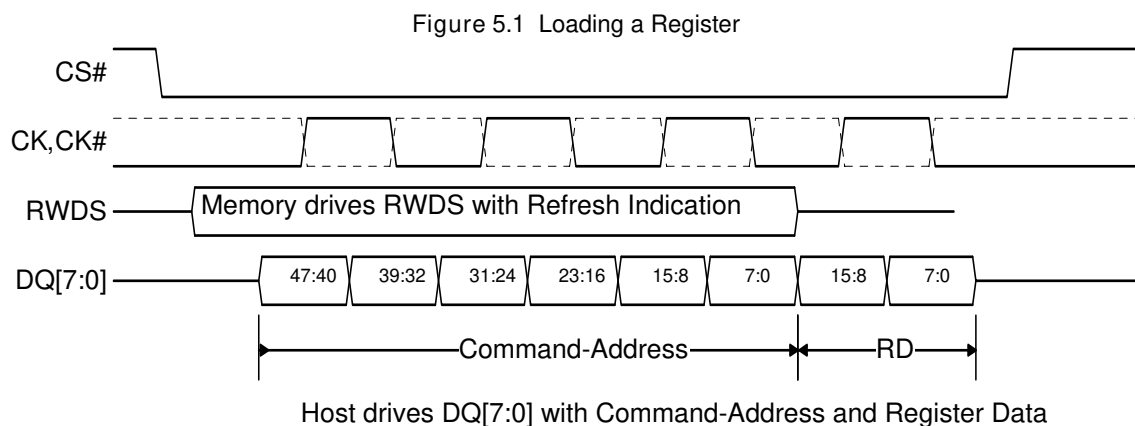 Figure 5.1 Loading a Register
CS#
CK,CK#
RWDS Memory drives RWDS with Refresh Indication
DQ[7:0] 47:40 39:32 31:24 23:16 15:8 7:0 15:8 7:0
Command-Address RD
Host drives DQ[7:0] with Command-Address and Register Data